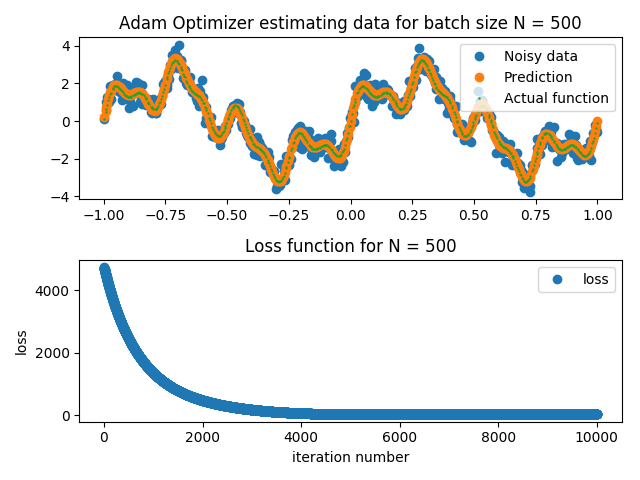 Adam Optimizer estimating data for batch size N = 500
4
2
0
−2
−4
Noisy data
Prediction
Actual function
−1.00 −0.75 −0.50 −0.25 0.00 0.25 0.50 0.75 1.00
Loss function for N = 500
loss
4000
2000
0
loss
0 2000 4000 6000 8000 10000
iteration number